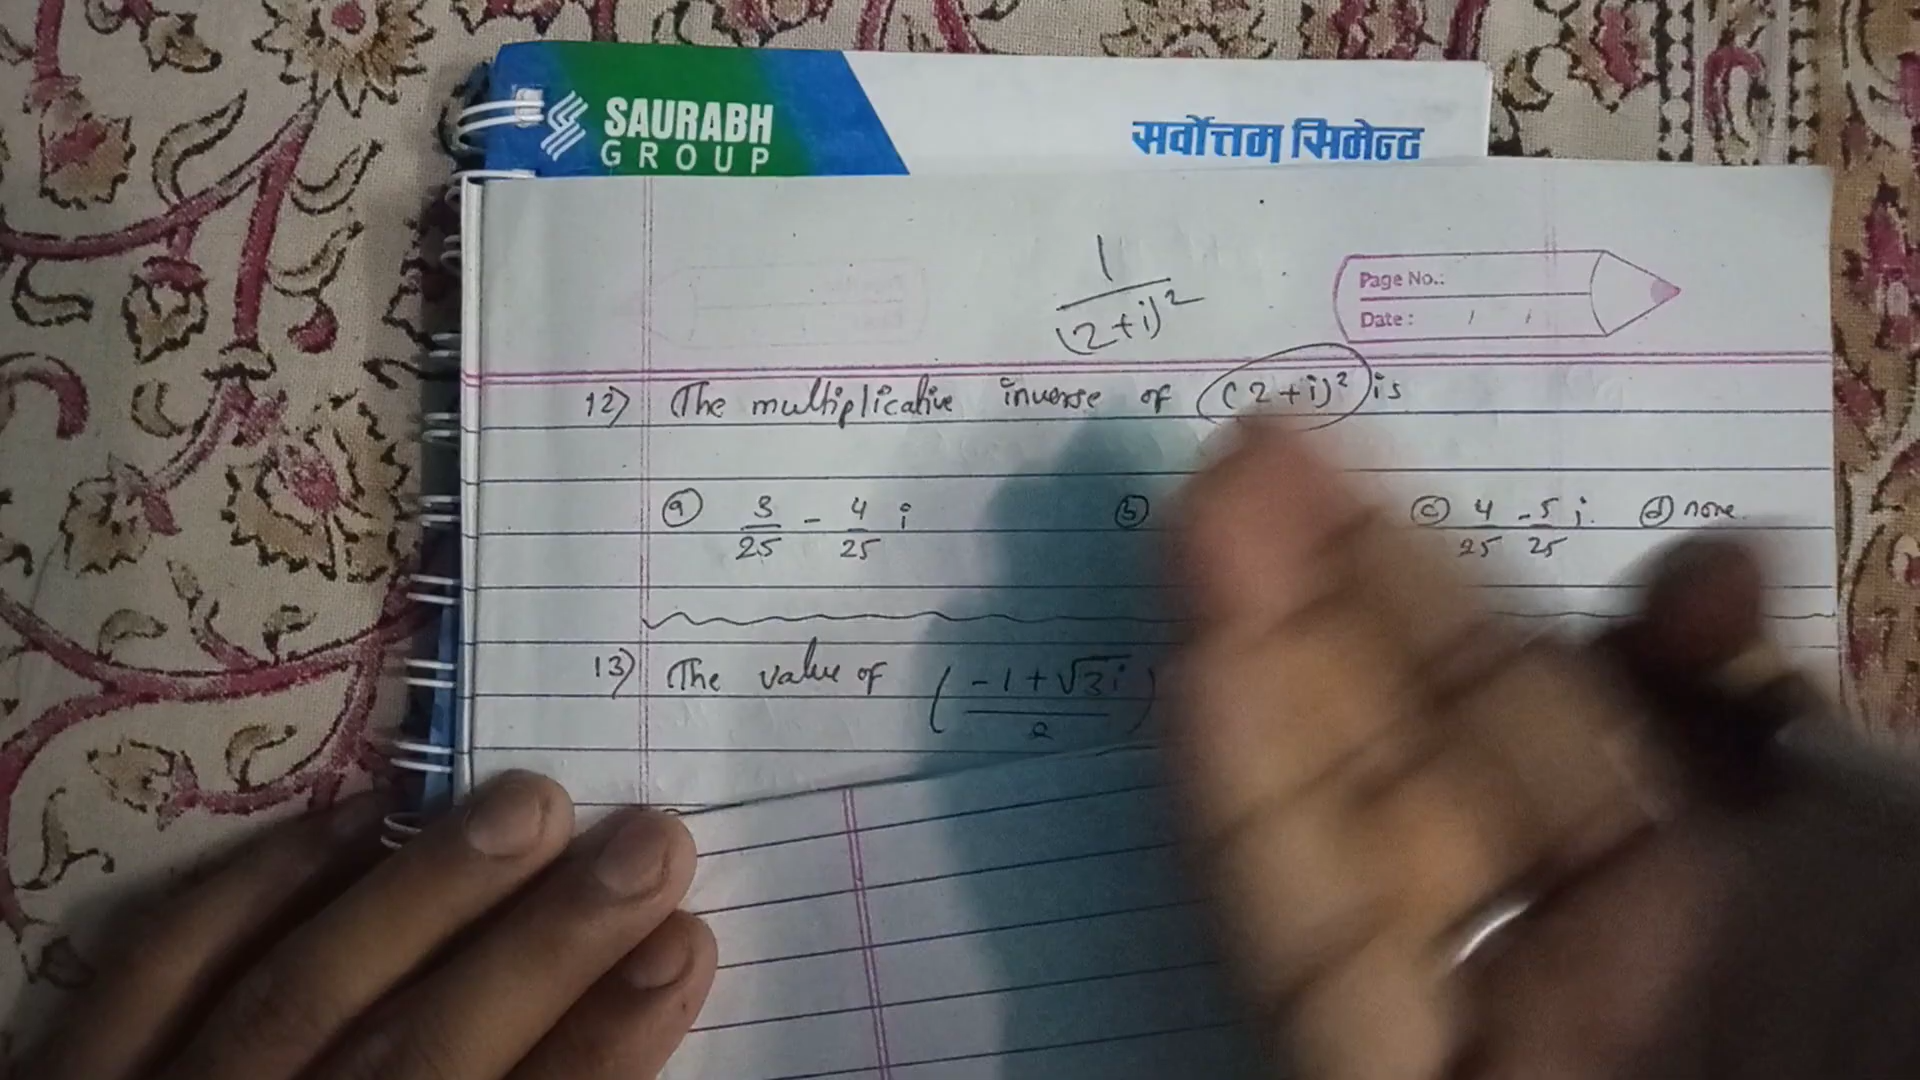 SAURABH
GROUP
सर्वोत्तम सिमेन्ट
1
(2+i)²
Page No.:
Date : / /
12) The multiplicative inverse of (2+i)² is
(a) 3/25 - 4/25 i (b) (c) 4/25 - 5/25 i. (d) none.
13) The value of (-1+√3i/2)